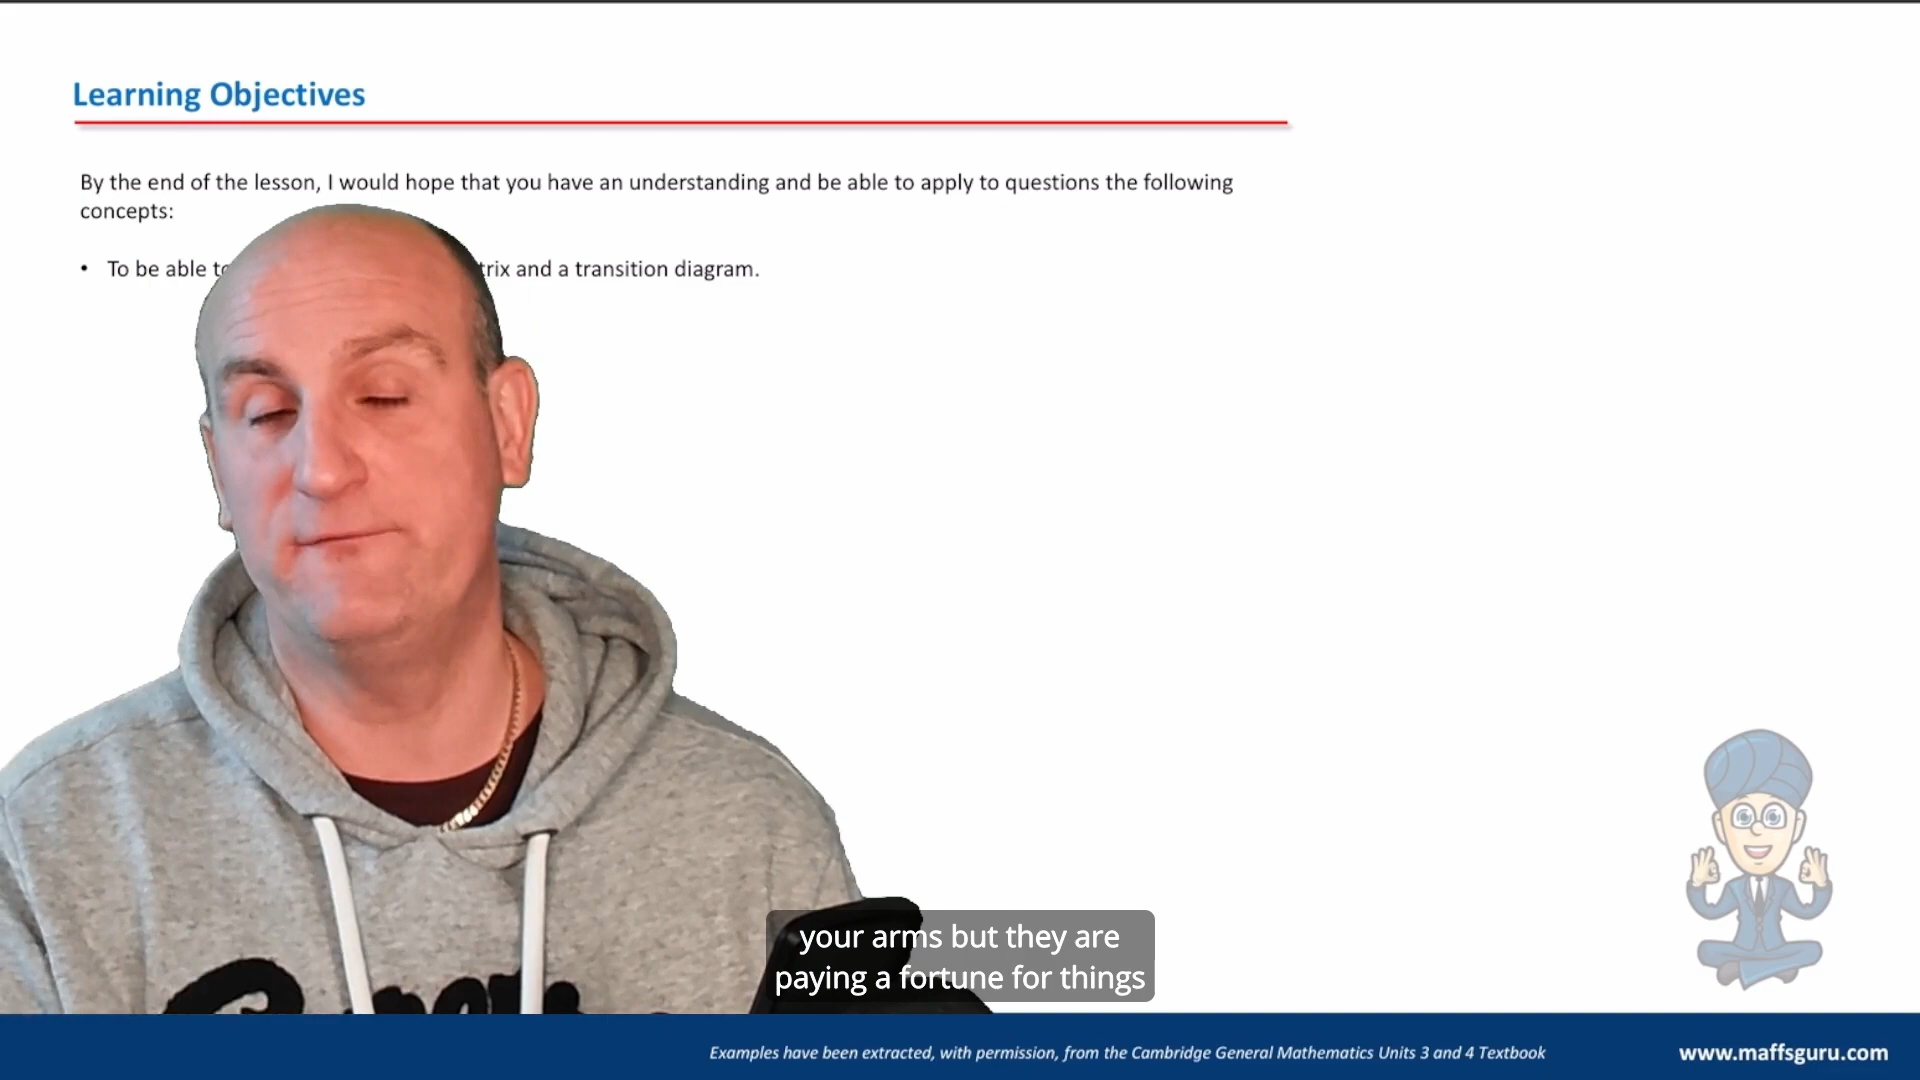 Learning Objectives
By the end of the lesson, I would hope that you have an understanding and be able to apply to questions the following
concepts:
• To be able to trix and a transition diagram.
your arms but they are
paying a fortune for things
Examples have been extracted, with permission, from the Cambridge General Mathematics Units 3 and 4 Textbook
www.maffsguru.com